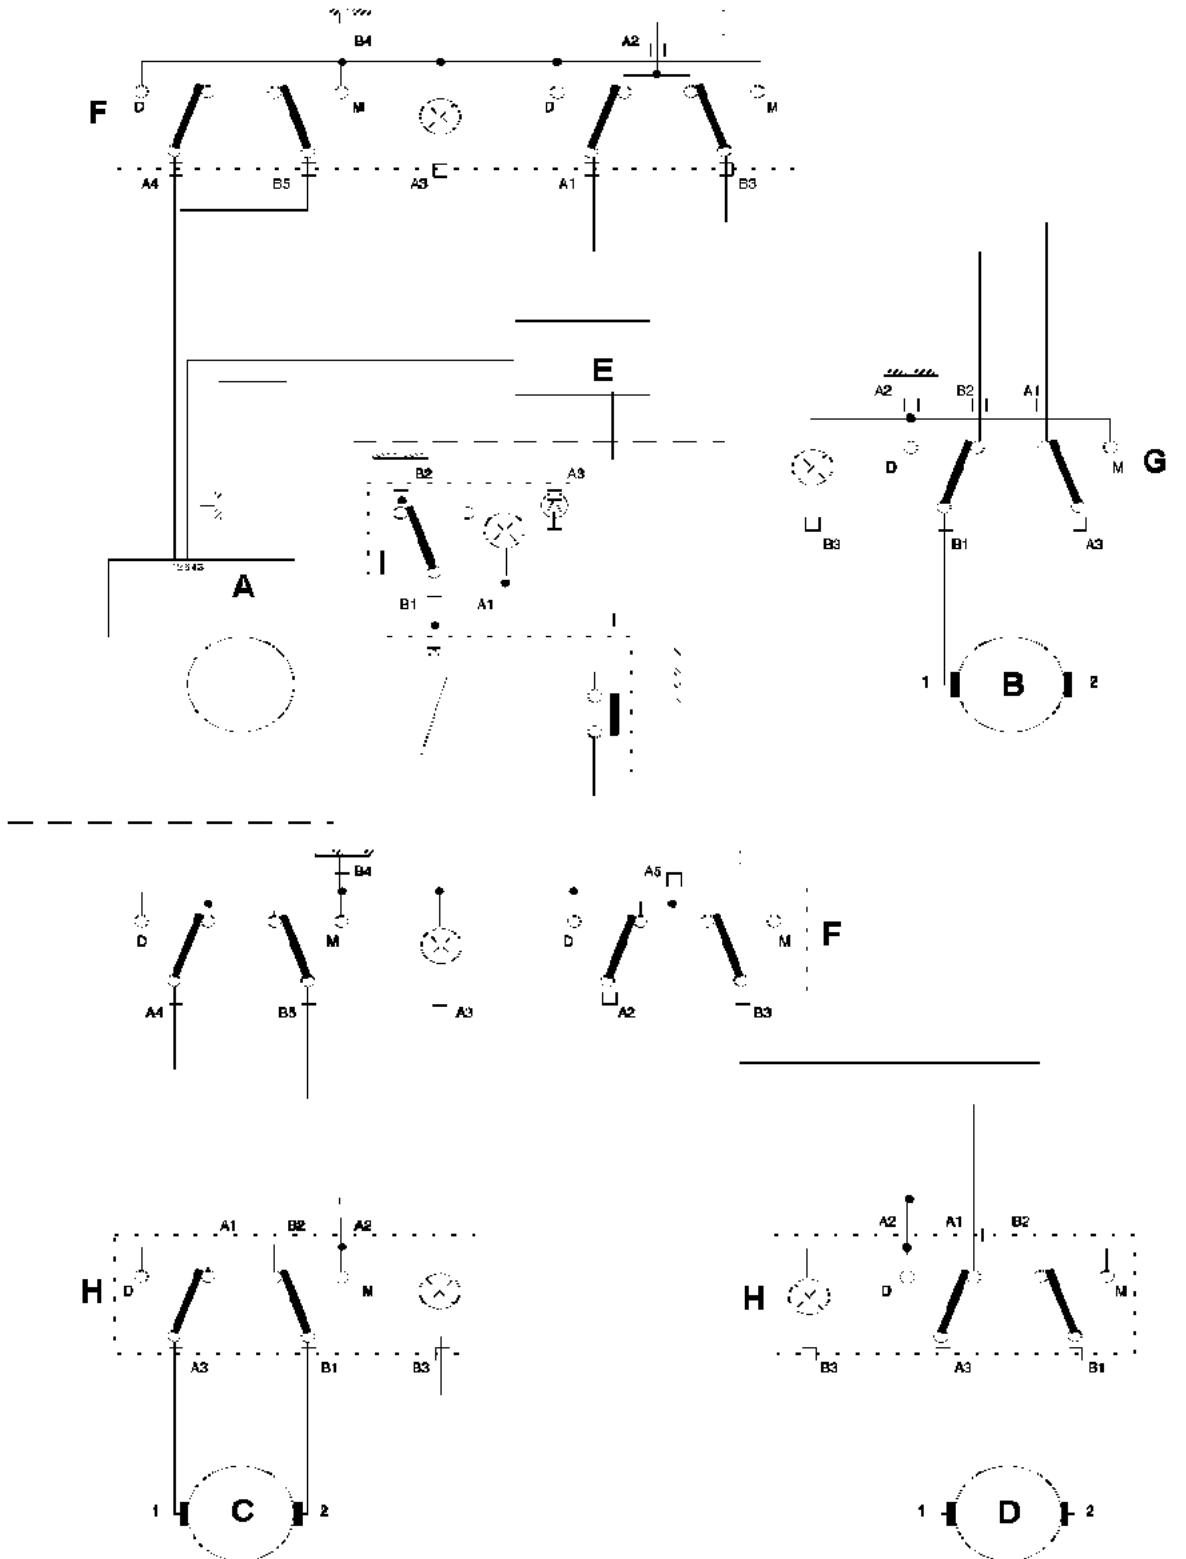 B4 A2
F D M D M
A4 B5 A3 A1 B3
E
A2 B2 A1
D M G
B3 B1 A3
B2 A3
A
B1 A1
1 B 2
B4 A5
D M D M F
A4 B5 A3 A2 B3
A1 B2 A2
A2 A1 B2
H D M
H D M
A3 B1 B3
B3 A3 B1
1 C 2
1 D 2